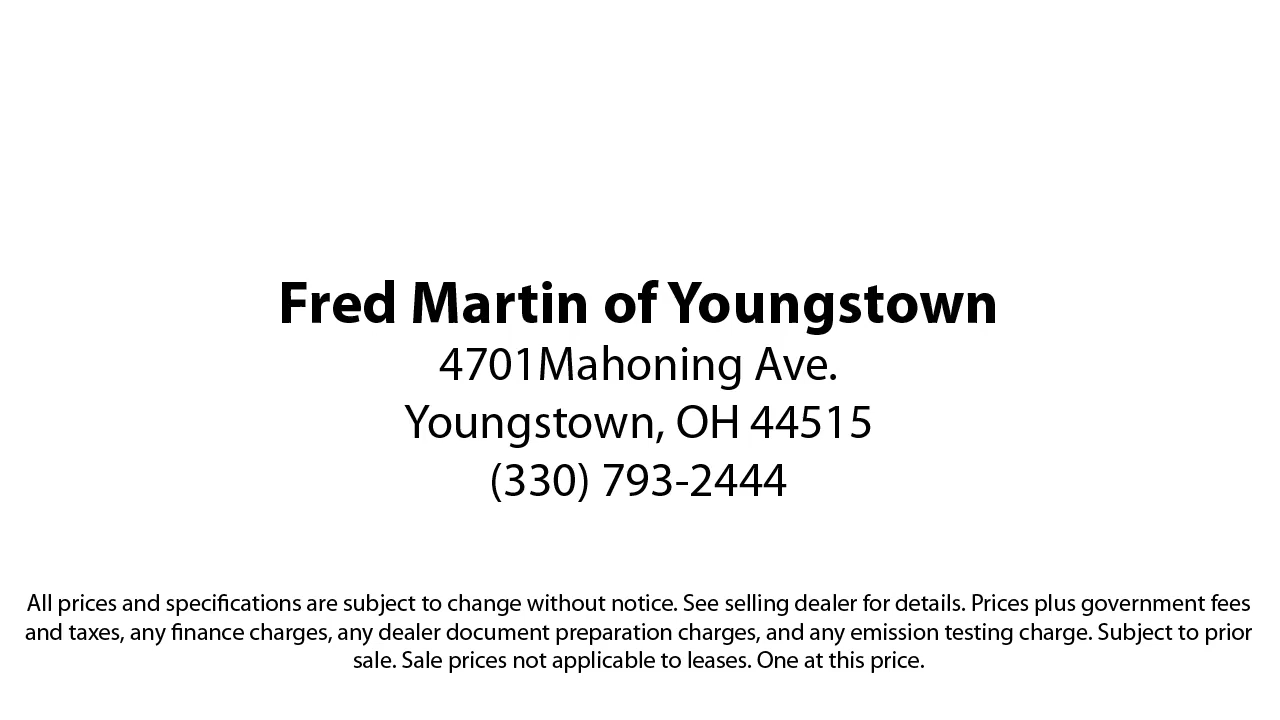 Fred Martin of Youngstown
4701Mahoning Ave.
Youngstown, OH 44515
(330) 793-2444
All prices and specifications are subject to change without notice. See selling dealer for details. Prices plus government fees
and taxes, any finance charges, any dealer document preparation charges, and any emission testing charge. Subject to prior
sale. Sale prices not applicable to leases. One at this price.